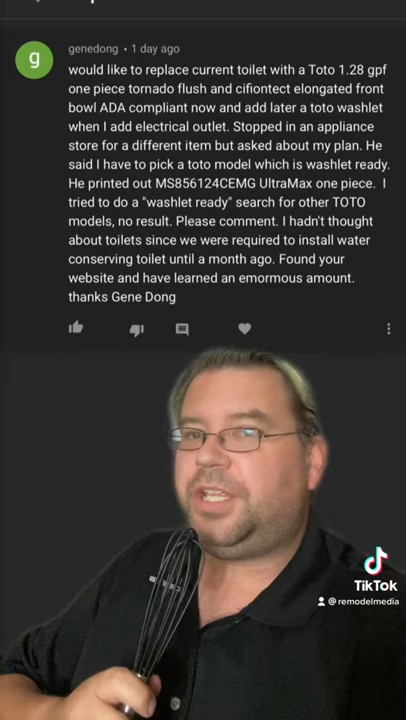 g
genedong • 1 day ago
would like to replace current toilet with a Toto 1.28 gpf
one piece tornado flush and cifiontect elongated front
bowl ADA compliant now and add later a toto washlet
when I add electrical outlet. Stopped in an appliance
store for a different item but asked about my plan. He
said I have to pick a toto model which is washlet ready.
He printed out MS856124CEMG UltraMax one piece. I
tried to do a "washlet ready" search for other TOTO
models, no result. Please comment. I hadn't thought
about toilets since we were required to install water
conserving toilet until a month ago. Found your
website and have learned an emormous amount.
thanks Gene Dong
TikTok
@remodelmedia